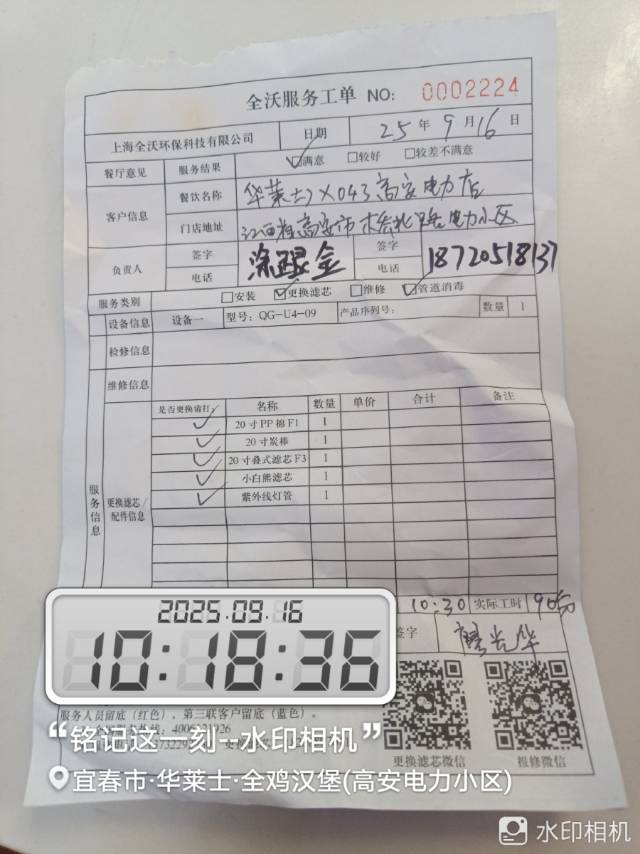 全沃服务工单 NO: 0002224
上海全沃环保科技有限公司 日期 25年9月16日
餐厅意见 服务结果 ☑满意 □较好 □较差不满意
客户信息 餐饮名称 华莱士X043高安电力店
门店地址 江西省高安市桥北路电力小区
负责人 签字 签字
电话 电话 18720518137
服务类别 □安装 ☑更换滤芯 □维修 ☑管道消毒
设备信息 设备一 型号: QG-U4-09 产品序列号: 数量 1
检修信息
维修信息
服务信息 更换滤芯/配件信息
是否更换请打✓ 名称 数量 单价 合计 备注
✓ 20寸PP棉F1 1
✓ 20寸炭棒 1
✓ 20寸叠式滤芯F3 1
✓ 小白熊滤芯 1
✓ 紫外线灯管 1
10:30 实际工时
签字
2025.09.16
10:18:36
服务人员留底(红色),第三联客户留底(蓝色)。
更换滤芯微信 报修微信
“铭记这一刻--水印相机”
宜春市·华莱士·全鸡汉堡(高安电力小区)
水印相机